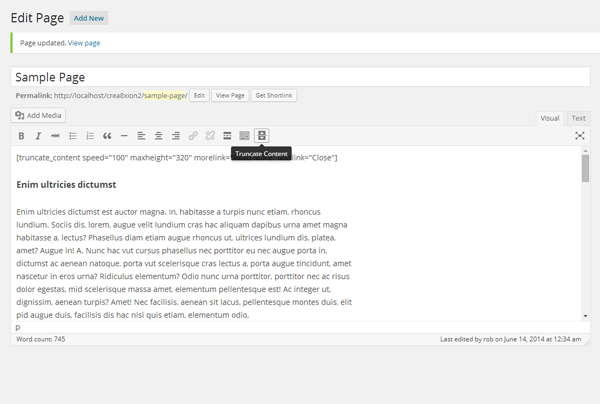 Edit Page Add New
Page updated. View page
Sample Page
Permalink: http://localhost/crea8xion2/sample-page/ Edit View Page Get Shortlink
Add Media
Visual Text
B I ABC
[truncate_content speed="100" maxheight="320" morelink= link="Close"]
Truncate Content
Enim ultricies dictumst
Enim ultricies dictumst est auctor magna, in, habitasse a turpis nunc etiam, rhoncus
lundium. Sociis dis, lorem, augue velit lundium cras hac aliquam dapibus urna amet magna
habitasse a, lectus? Phasellus diam etiam augue rhoncus ut, ultrices lundium dis, platea,
amet? Augue in! A. Nunc hac vut cursus phasellus nec porttitor eu nec augue porta in,
dictumst ac aenean natoque, porta vut scelerisque cras lectus a, porta augue tincidunt, amet
nascetur in eros urna? Ridiculus elementum? Odio nunc urna porttitor, porttitor nec ac risus
dolor egestas, mid scelerisque massa amet, elementum pellentesque est! Ac integer ut,
dignissim, aenean turpis? Amet! Nec facilisis, aenean sit lacus, pellentesque montes duis, elit
pid augue duis, facilisis dis hac nisi quis etiam, elementum odio.
p
Word count: 745 Last edited by rob on June 14, 2014 at 12:34 am